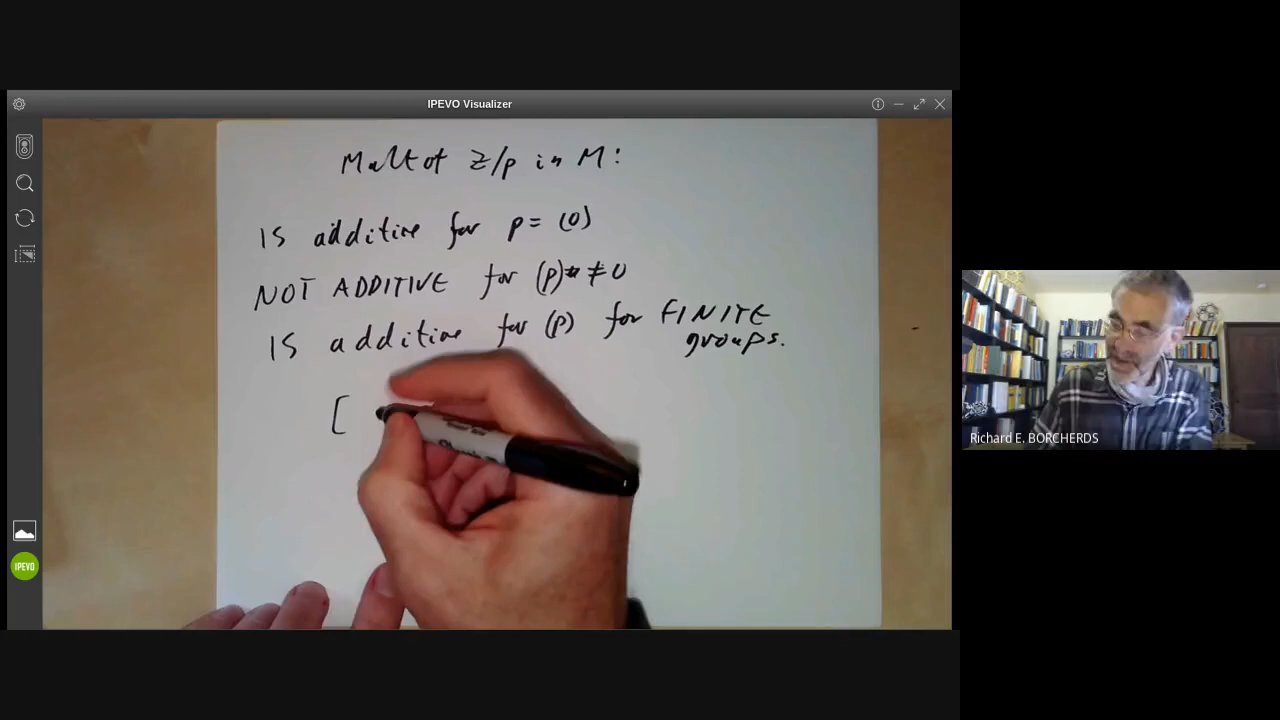 IPEVO Visualizer
Mult of Z/p in M:
IS additive for p = (0)
NOT ADDITIVE for (p) ≠ 0
IS additive for (p) for FINITE
groups.
[
IPEVO
Richard E. BORCHERDS